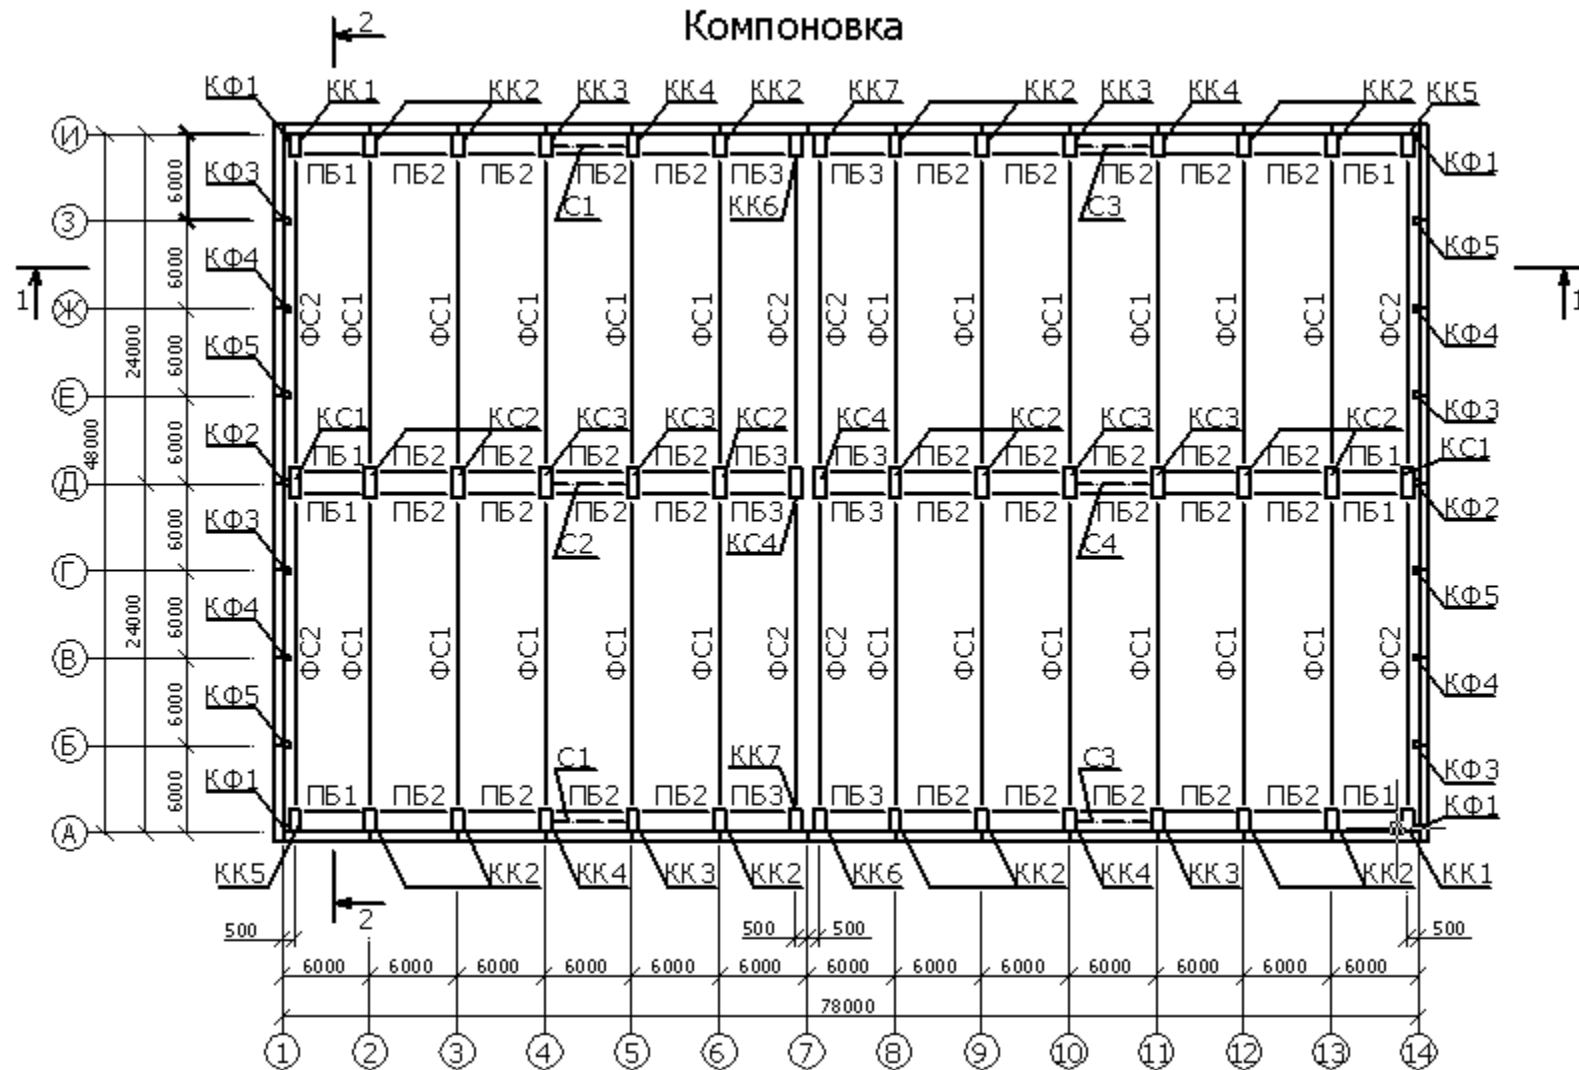 Компоновка
2
КФ1 КК1 КК2 КК3 КК4 КК2 КК7 КК2 КК3 КК4 КК2 КК5
И
ПБ1 ПБ2 ПБ2 ПБ2 ПБ2 ПБ3 ПБ3 ПБ2 ПБ2 ПБ2 ПБ2 ПБ2 ПБ1 КФ1
6000
КФ3 С1 КК6 С3
З
КФ5
КФ4 6000
1 1
Ж ФС2 ФС1 ФС1 ФС1 ФС1 ФС1 ФС2 ФС2 ФС1 ФС1 ФС1 ФС1 ФС1 ФС1 ФС2 КФ4
24000 6000
КФ5
Е КФ3
КС1 КС2 КС3 КС3 КС2 КС4 КС2 КС3 КС3 КС2
48000 6000
КФ2 ПБ1 ПБ2 ПБ2 ПБ2 ПБ2 ПБ3 ПБ3 ПБ2 ПБ2 ПБ2 ПБ2 ПБ2 ПБ1 КС1
Д
КФ2
ПБ1 ПБ2 ПБ2 ПБ2 ПБ2 ПБ3 ПБ3 ПБ2 ПБ2 ПБ2 ПБ2 ПБ2 ПБ1
6000
КФ3 С2 КС4 С4
Г
КФ5
КФ4 24000 6000
В ФС2 ФС1 ФС1 ФС1 ФС1 ФС1 ФС2 ФС2 ФС1 ФС1 ФС1 ФС1 ФС1 ФС1 ФС2
КФ4
КФ5 6000
Б
С1 КК7 С3 КФ3
КФ1 6000
ПБ1 ПБ2 ПБ2 ПБ2 ПБ2 ПБ3 ПБ3 ПБ2 ПБ2 ПБ2 ПБ2 ПБ2 ПБ1 КФ1
А
КК5 КК2 КК4 КК3 КК2 КК6 КК2 КК4 КК3 КК2 КК1
2
500 500 500 500
6000 6000 6000 6000 6000 6000 6000 6000 6000 6000 6000 6000 6000
78000
1 2 3 4 5 6 7 8 9 10 11 12 13 14